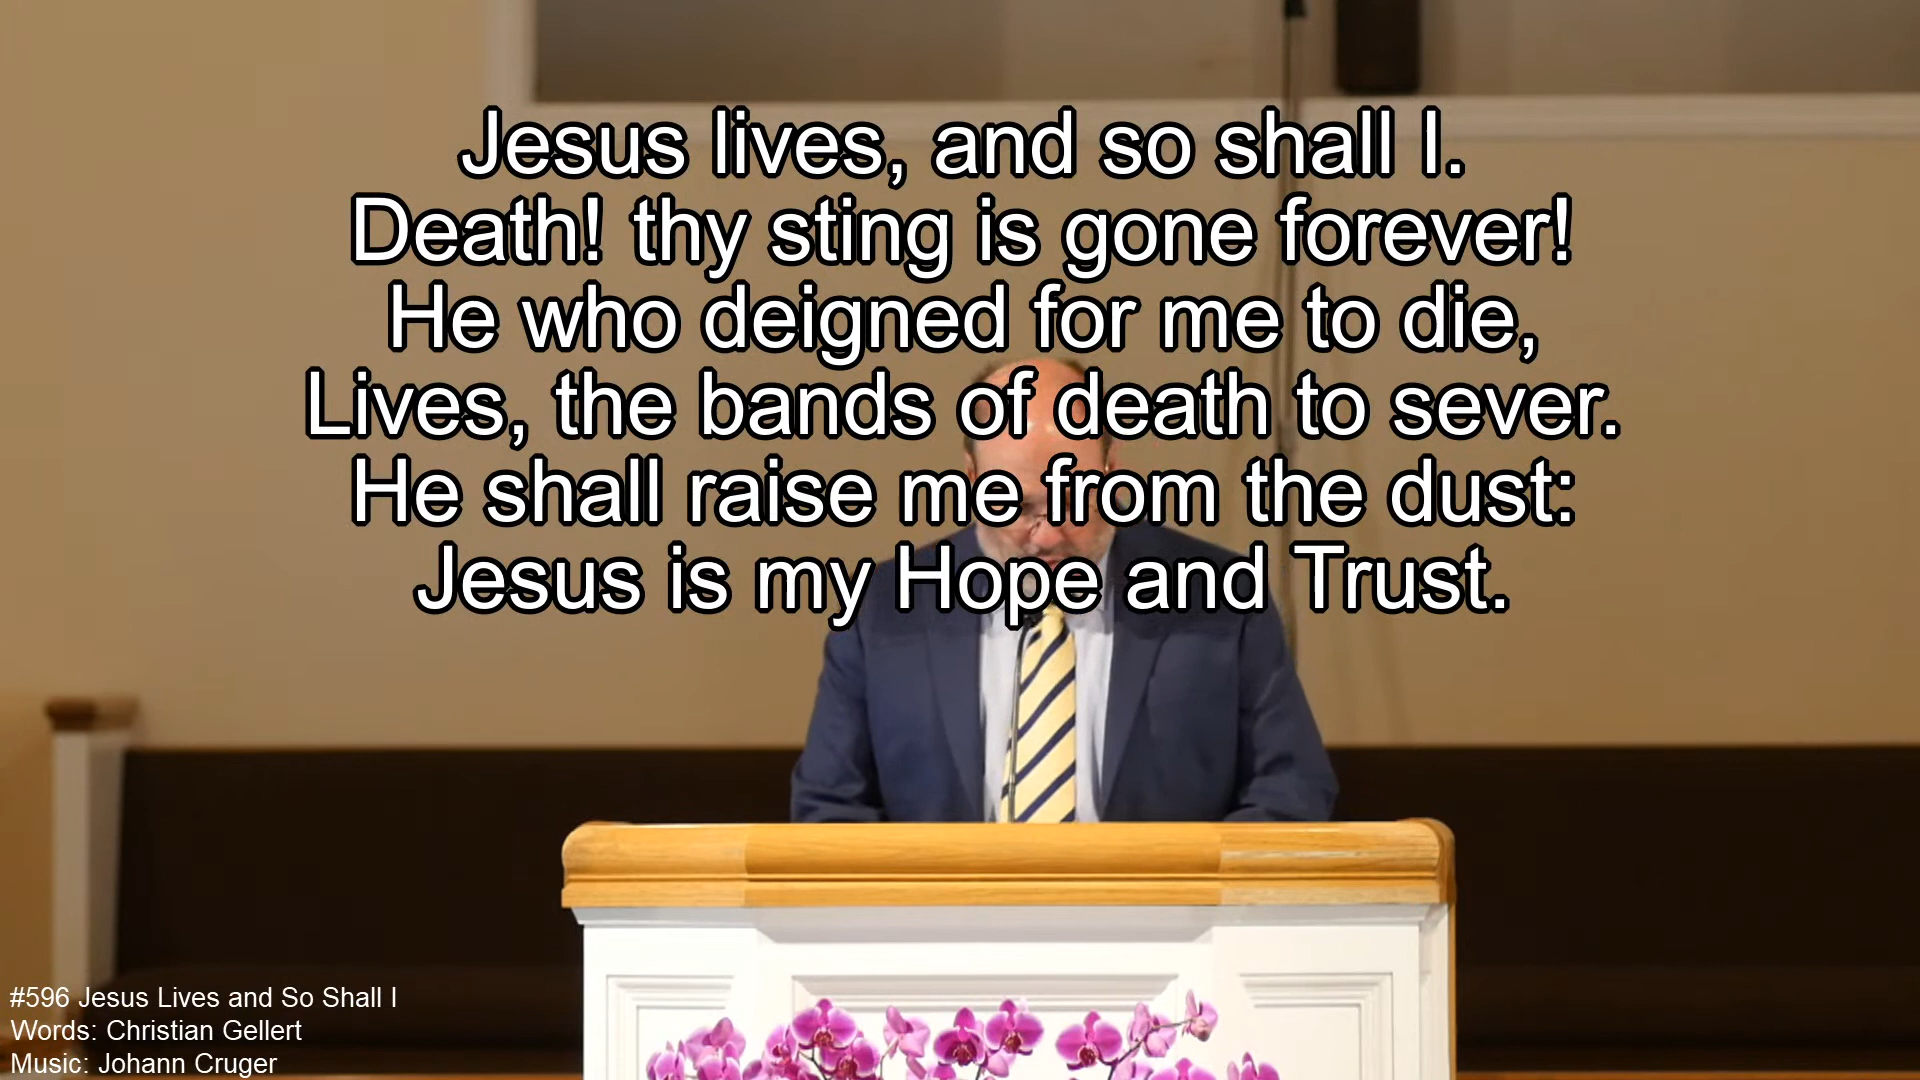 Jesus lives, and so shall I.
Death! thy sting is gone forever!
He who deigned for me to die,
Lives, the bands of death to sever.
He shall raise me from the dust:
Jesus is my Hope and Trust.
#596 Jesus Lives and So Shall I
Words: Christian Gellert
Music: Johann Cruger